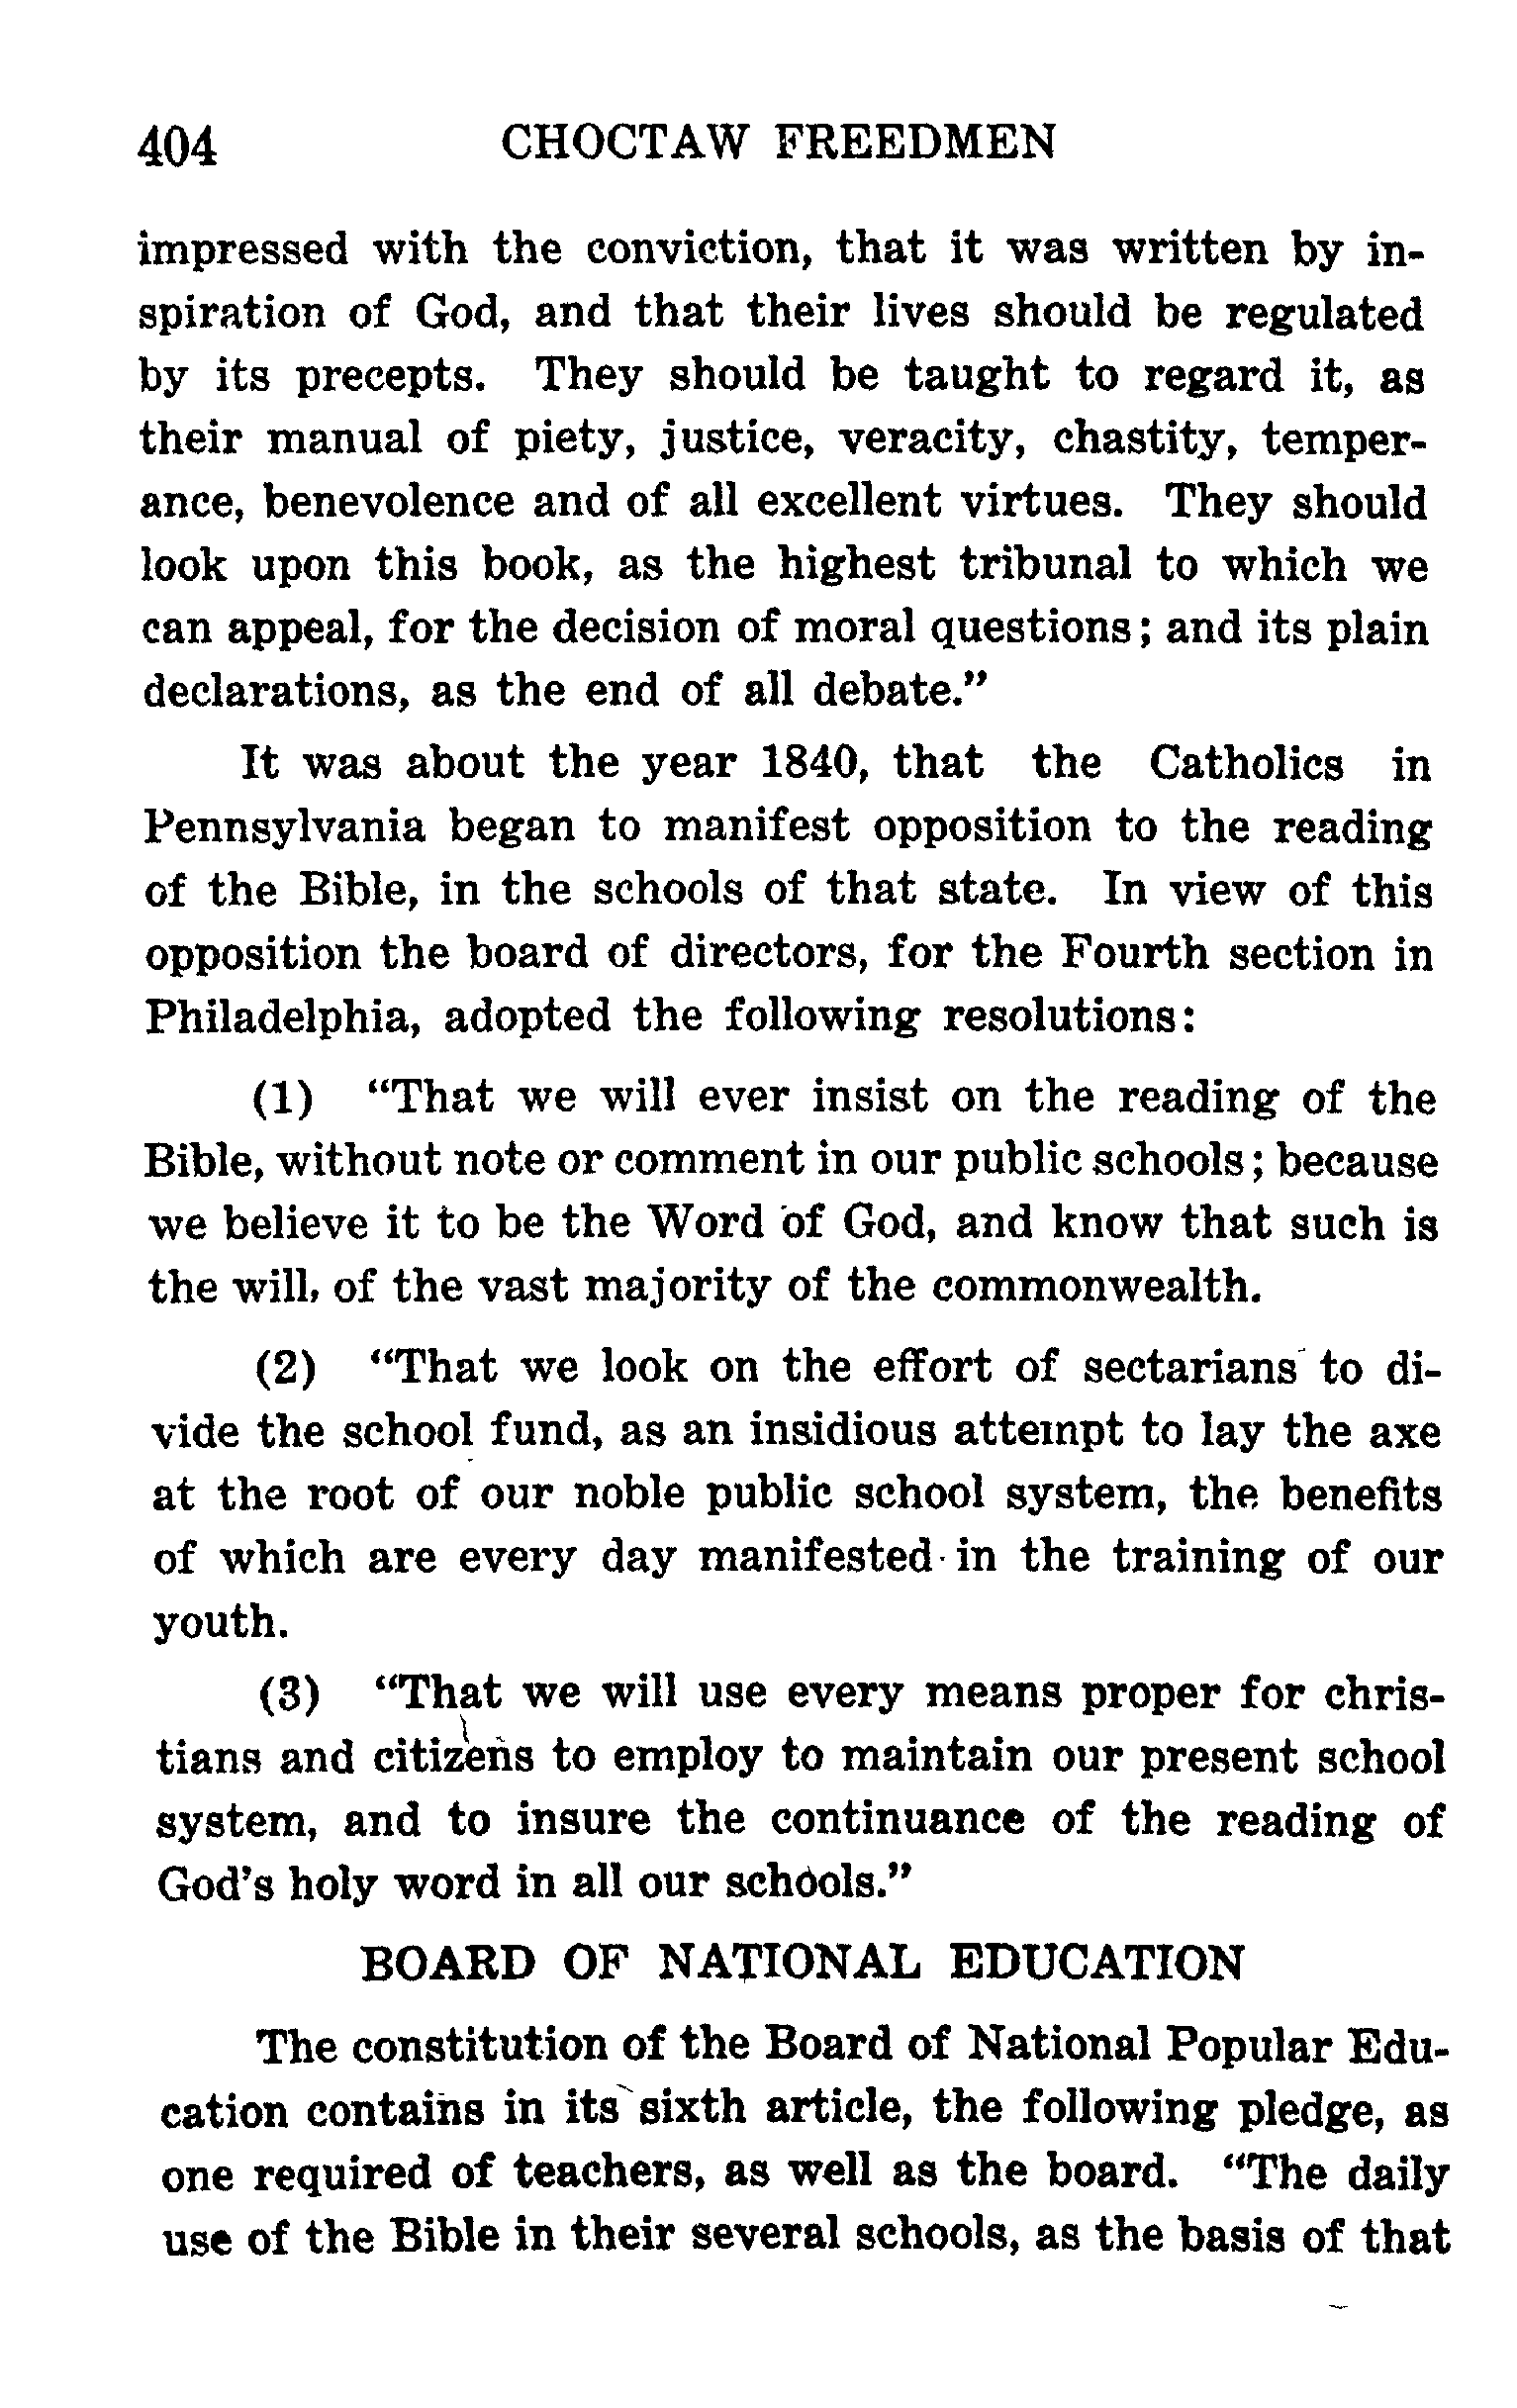 404 CHOCTAW FREEDMEN
impressed with the conviction, that it was written by in-
spiration of God, and that their lives should be regulated
by its precepts. They should be taught to regard it, as
their manual of piety, justice, veracity, chastity, temper-
ance, benevolence and of all excellent virtues. They should
look upon this book, as the highest tribunal to which we
can appeal, for the decision of moral questions; and its plain
declarations, as the end of all debate."
It was about the year 1840, that the Catholics in
Pennsylvania began to manifest opposition to the reading
of the Bible, in the schools of that state. In view of this
opposition the board of directors, for the Fourth section in
Philadelphia, adopted the following resolutions:
(1) "That we will ever insist on the reading of the
Bible, without note or comment in our public schools; because
we believe it to be the Word of God, and know that such is
the will, of the vast majority of the commonwealth.
(2) "That we look on the effort of sectarians to di-
vide the school fund, as an insidious attempt to lay the axe
at the root of our noble public school system, the benefits
of which are every day manifested in the training of our
youth.
(3) "That we will use every means proper for chris-
tians and citizens to employ to maintain our present school
system, and to insure the continuance of the reading of
God's holy word in all our schools."
BOARD OF NATIONAL EDUCATION
The constitution of the Board of National Popular Edu-
cation contains in its sixth article, the following pledge, as
one required of teachers, as well as the board. "The daily
use of the Bible in their several schools, as the basis of that